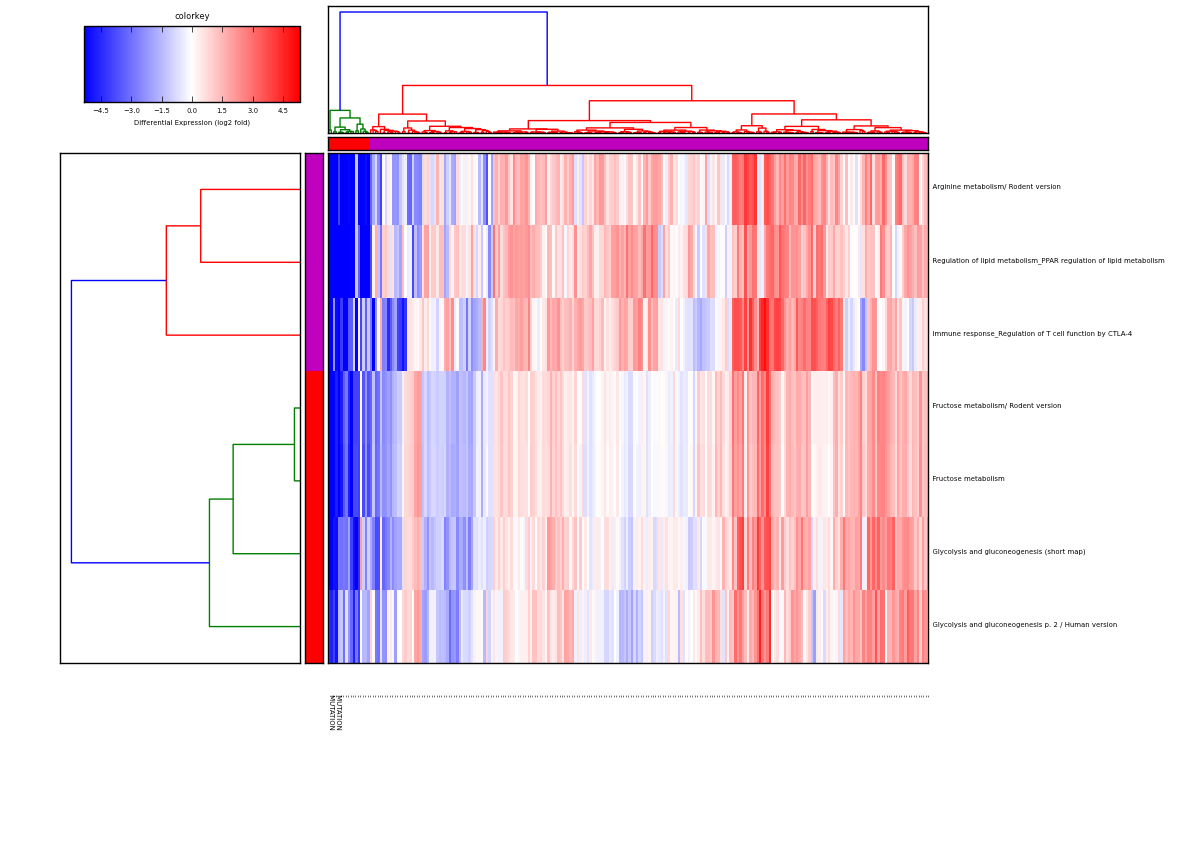 colorkey
−4.5 −3.0 −1.5 0.0 1.5 3.0 4.5
Differential Expression (log2 fold)
Arginine metabolism/ Rodent version
Regulation of lipid metabolism_PPAR regulation of lipid metabolism
Immune response_Regulation of T cell function by CTLA-4
Fructose metabolism/ Rodent version
Fructose metabolism
Glycolysis and gluconeogenesis (short map)
Glycolysis and gluconeogenesis p. 2 / Human version
MUTATION
MUTATION